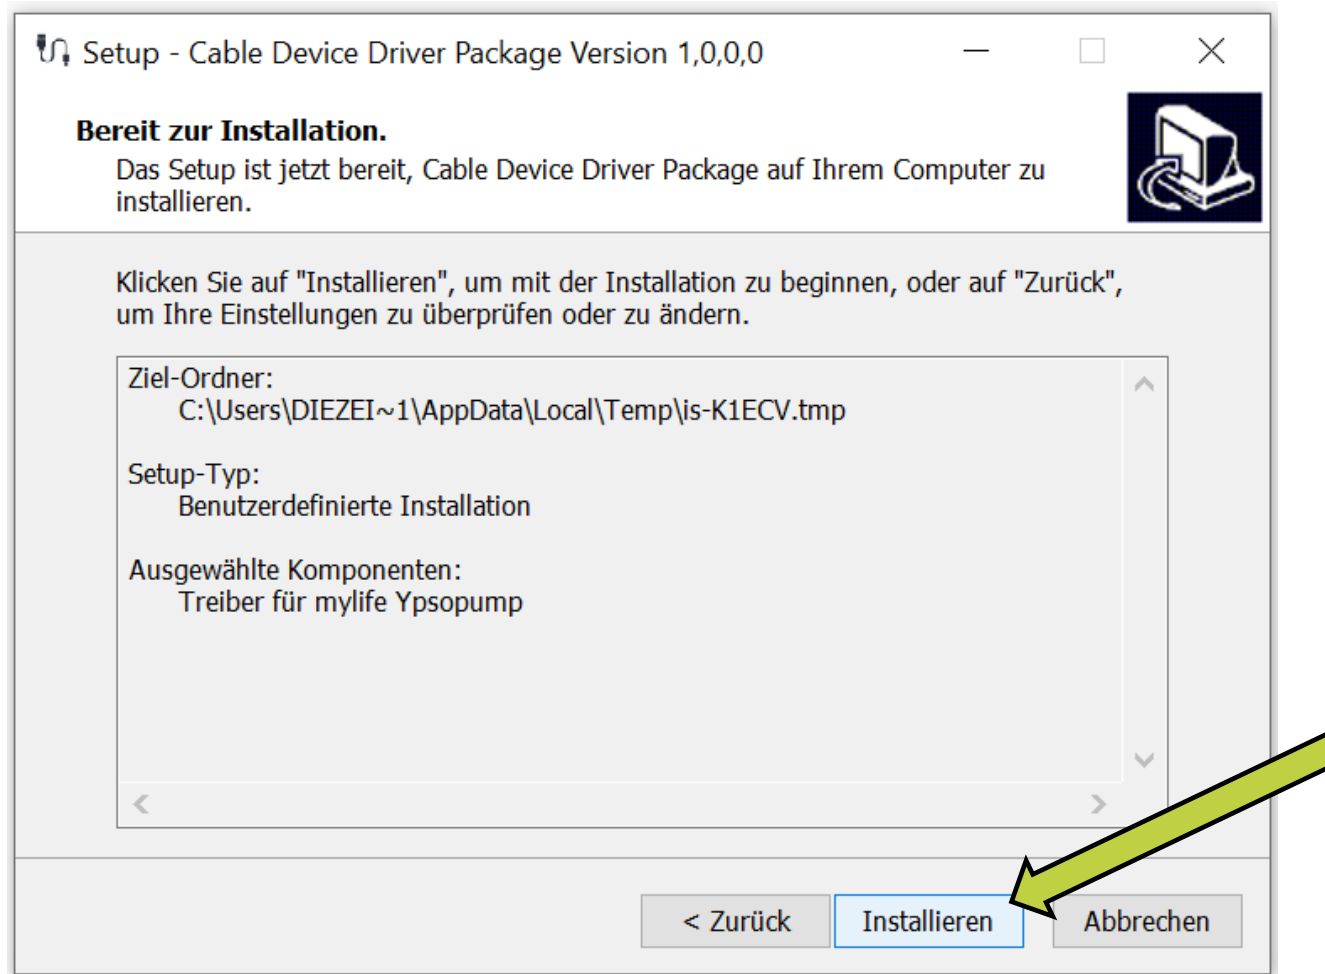 Setup - Cable Device Driver Package Version 1,0,0,0
Bereit zur Installation.
Das Setup ist jetzt bereit, Cable Device Driver Package auf Ihrem Computer zu
installieren.
Klicken Sie auf "Installieren", um mit der Installation zu beginnen, oder auf "Zurück",
um Ihre Einstellungen zu überprüfen oder zu ändern.
Ziel-Ordner:
C:\Users\DIEZEI~1\AppData\Local\Temp\is-K1ECV.tmp
Setup-Typ:
Benutzerdefinierte Installation
Ausgewählte Komponenten:
Treiber für mylife Ypsopump
< Zurück
Installieren
Abbrechen